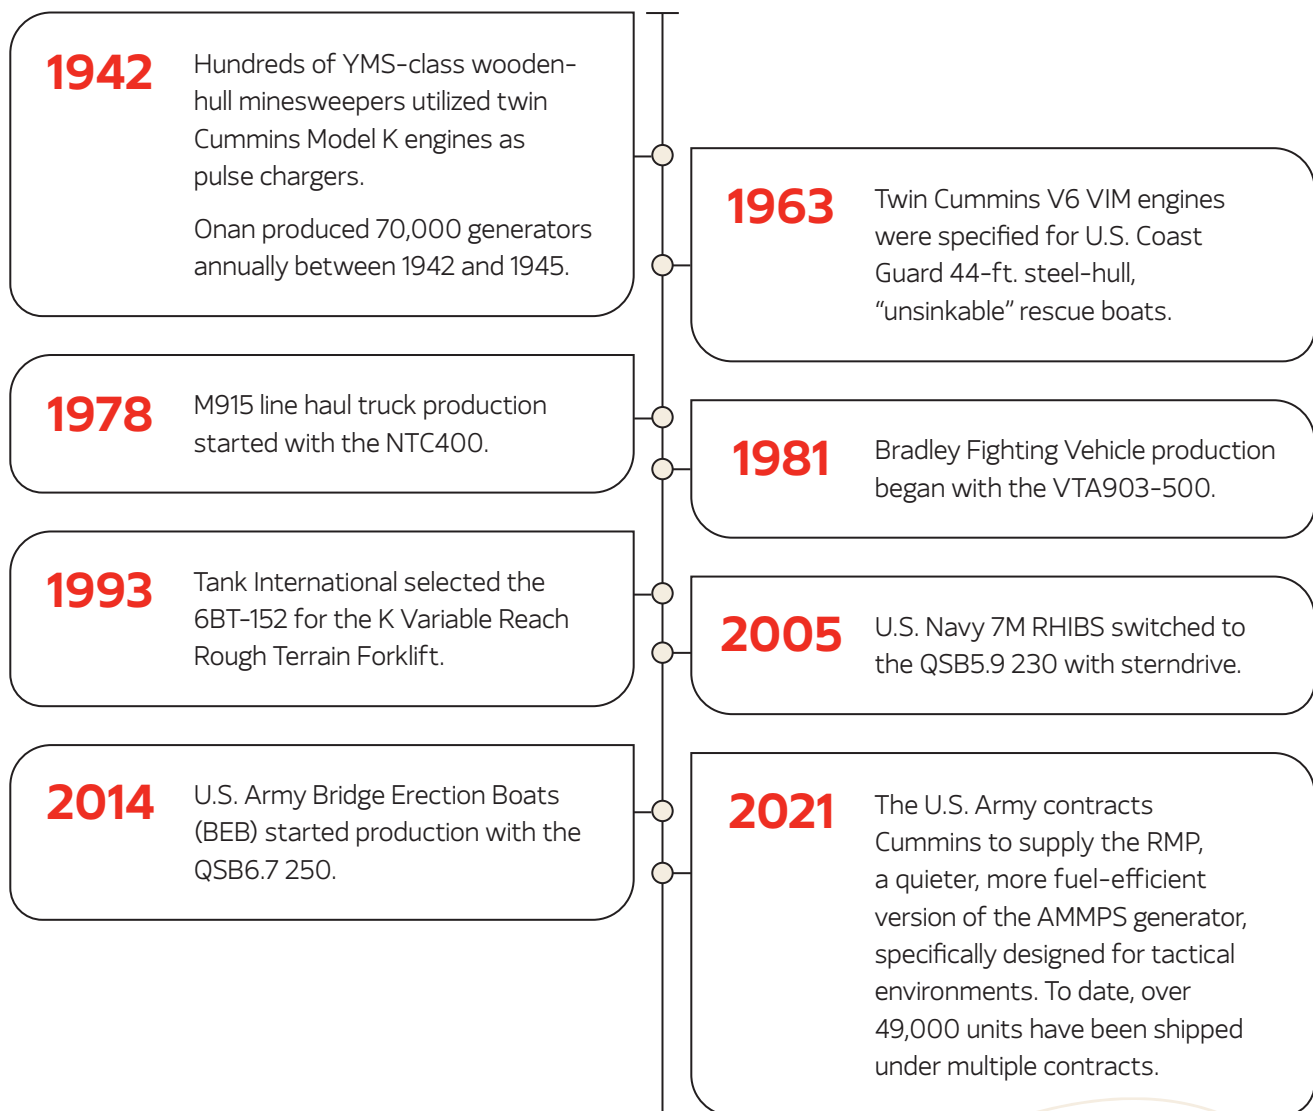 1942
Hundreds of YMS-class wooden-
hull minesweepers utilized twin
Cummins Model K engines as
pulse chargers.
Onan produced 70,000 generators
annually between 1942 and 1945.
1963
Twin Cummins V6 VIM engines
were specified for U.S. Coast
Guard 44-ft. steel-hull,
“unsinkable” rescue boats.
1978
M915 line haul truck production
started with the NTC400.
1981
Bradley Fighting Vehicle production
began with the VTA903-500.
1993
Tank International selected the
6BT-152 for the K Variable Reach
Rough Terrain Forklift.
2005
U.S. Navy 7M RHIBS switched to
the QSB5.9 230 with sterndrive.
2014
U.S. Army Bridge Erection Boats
(BEB) started production with the
QSB6.7 250.
2021
The U.S. Army contracts
Cummins to supply the RMP,
a quieter, more fuel-efficient
version of the AMMPS generator,
specifically designed for tactical
environments. To date, over
49,000 units have been shipped
under multiple contracts.